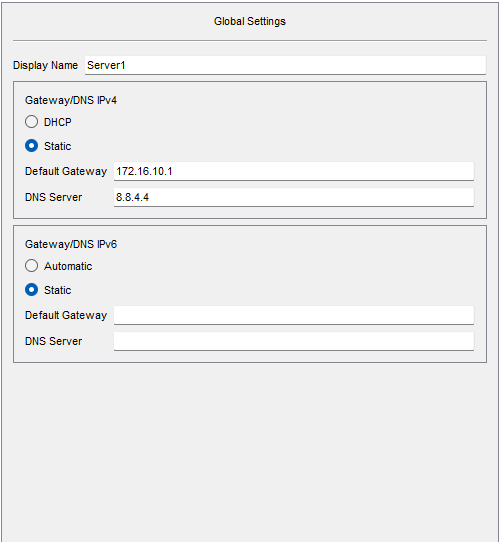 Global Settings
Display Name Server1
Gateway/DNS IPv4
DHCP
Static
Default Gateway 172.16.10.1
DNS Server 8.8.4.4
Gateway/DNS IPv6
Automatic
Static
Default Gateway
DNS Server